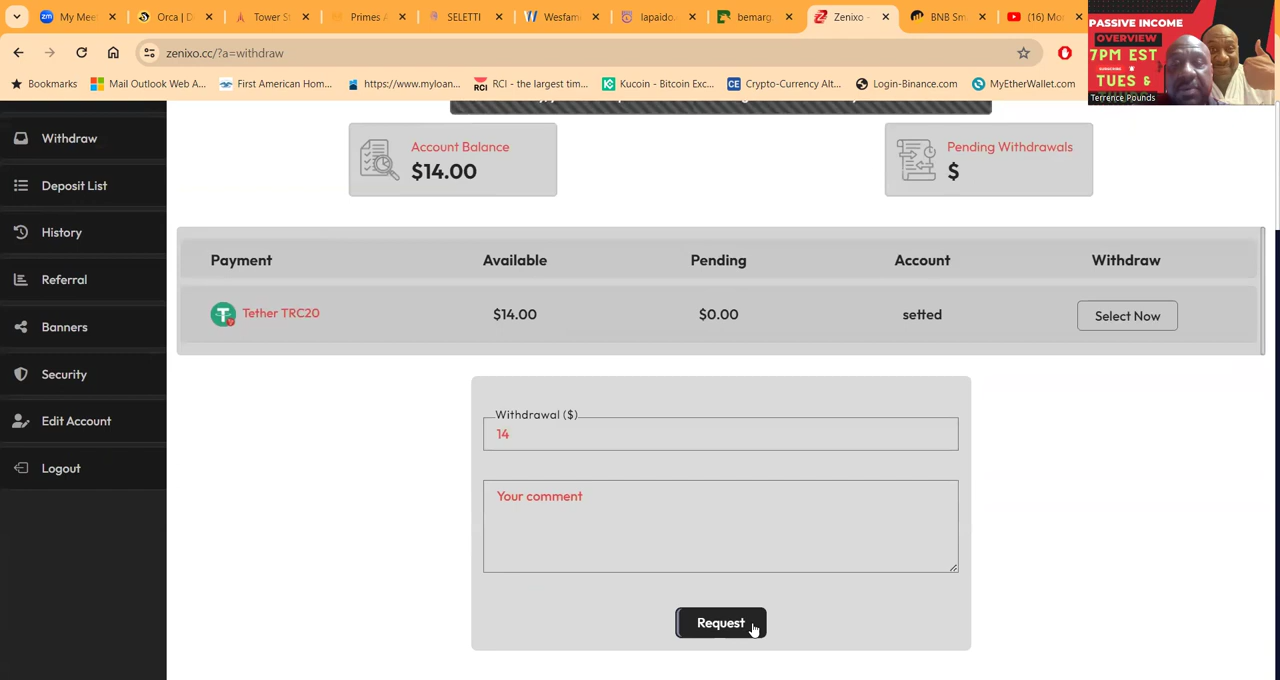 My Mee
Orca | D
Tower St
Primes A
SELETTI
Wesfame
lapaido.
bemarg.
Zenixo -
BNB Sm
(16) Mo
zenixo.cc/?a=withdraw
Bookmarks
Mail Outlook Web A...
First American Hom...
https://www.myloan...
RCI
RCI - the largest tim...
Kucoin - Bitcoin Exc...
CE
Crypto-Currency Alt...
Login-Binance.com
MyEtherWallet.com
PASSIVE INCOME
OVERVIEW
7PM EST
TUES &
Terrence Pounds
Withdraw
Deposit List
History
Referral
Banners
Security
Edit Account
Logout
Account Balance
$14.00
Pending Withdrawals
$
Payment Available Pending Account Withdraw
Tether TRC20 $14.00 $0.00 setted Select Now
Withdrawal ($)
14
Your comment
Request